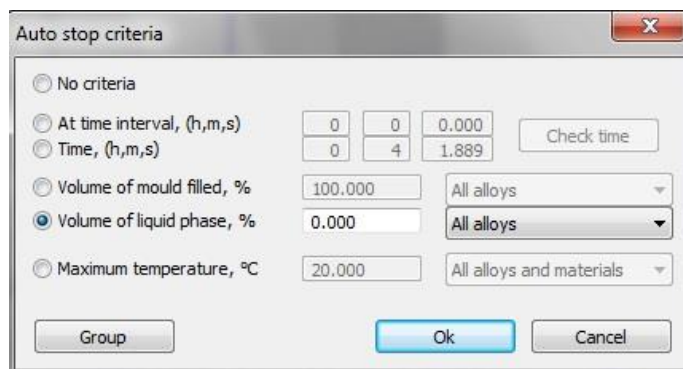 Auto stop criteria
No criteria
At time interval, (h,m,s) 0 0 0.000 Check time
Time, (h,m,s) 0 4 1.889
Volume of mould filled, % 100.000 All alloys
Volume of liquid phase, % 0.000 All alloys
Maximum temperature, ºC 20.000 All alloys and materials
Group Ok Cancel